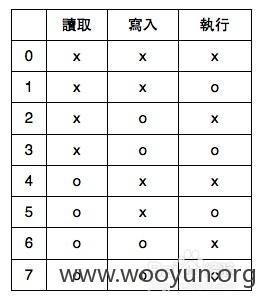 讀取 寫入 執行
0 x x x
1 x x o
2 x o x
3 x o o
4 o x x
5 o x o
6 o o x
7
www.wooyun.org